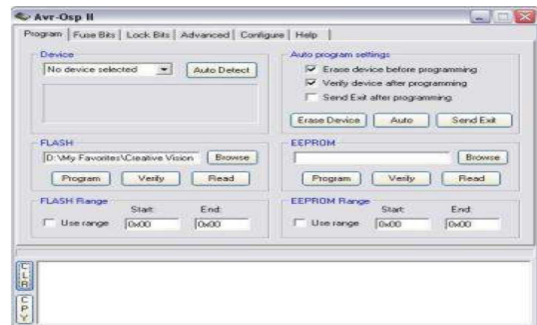 Avr-Osp II
Program Fuse Bits Lock Bits Advanced Configure Help
Device
No device selected Auto Detect
Auto program settings
Erase device before programming
Verify device after programming
Send Exit after programming
Erase Device Auto Send Exit
FLASH
D:\My Favorites\Creative Vision Browse
Program Verify Read
EEPROM
Browse
Program Verify Read
FLASH Range
Start: End:
Use range 0x00 0x00
EEPROM Range
Start: End:
Use range 0x00 0x00
CLR
CPY